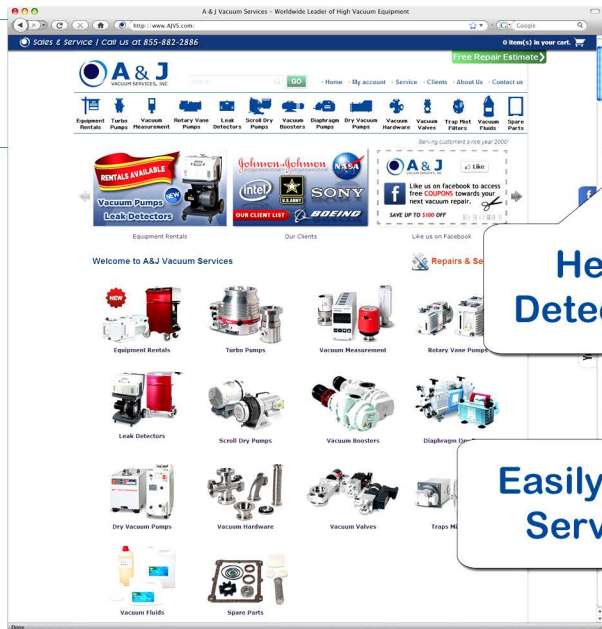 A & J Vacuum Services - Worldwide Leader of High Vacuum Equipment
http://www.AJVS.com/
Google
Sales & Service | Call us at 855-882-2886
0 item(s) in your cart.
Free Repair Estimate
A & J
VACUUM SERVICES, INC
GO
Home
My account
Service
Clients
About Us
Contact us
Equipment Rentals
Turbo Pumps
Vacuum Measurement
Rotary Vane Pumps
Leak Detectors
Scroll Dry Pumps
Vacuum Boosters
Diaphragm Pumps
Dry Vacuum Pumps
Vacuum Hardware
Vacuum Valves
Trap Mist Filters
Vacuum Fluids
Spare Parts
Serving customers since year 2000!
RENTALS AVAILABLE
NEW
Vacuum Pumps
Leak Detectors
Johnson & Johnson
NASA
intel
U.S.ARMY
SONY
OUR CLIENT LIST
BOEING
A & J
Like
Like us on facebook to access
free COUPONS towards your
next vacuum repair.
SAVE UP TO $100 OFF
Equipment Rentals
Our Clients
Like us on Facebook
Welcome to A&J Vacuum Services
Repairs & Se
He
Detec
NEW
Equipment Rentals
Turbo Pumps
Vacuum Measurement
Rotary Vane Pumps
Leak Detectors
Scroll Dry Pumps
Vacuum Boosters
Easily
Serv
Dry Vacuum Pumps
Vacuum Hardware
Vacuum Valves
Traps Mi
Vacuum Fluids
Spare Parts
Done